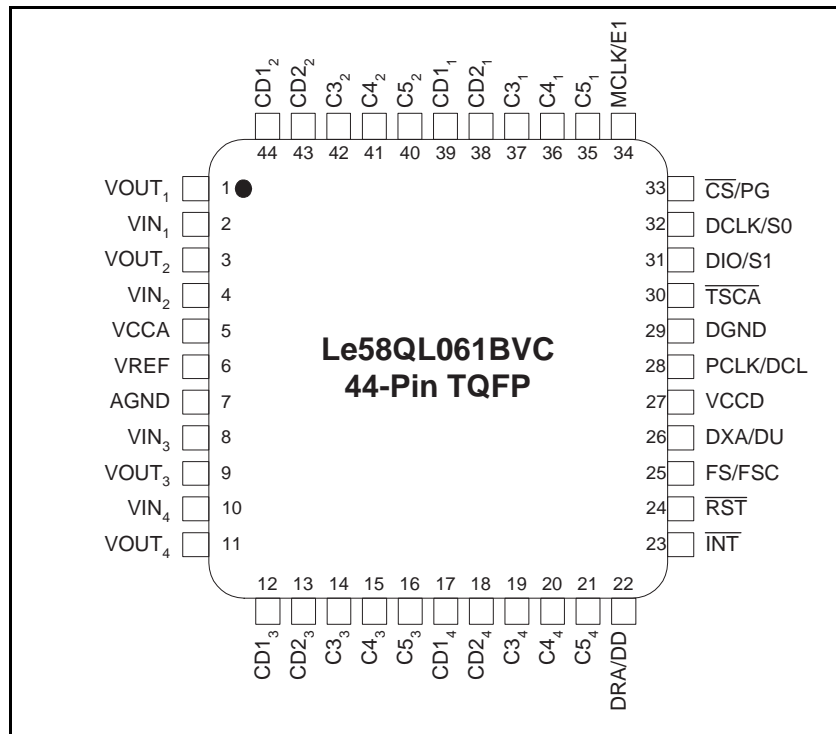 CD1₂ CD2₂ C3₂ C4₂ C5₂ CD1₁ CD2₁ C3₁ C4₁ C5₁ MCLK/E1
44 43 42 41 40 39 38 37 36 35 34
VOUT₁ 1
VIN₁ 2
VOUT₂ 3
VIN₂ 4
VCCA 5
VREF 6
AGND 7
VIN₃ 8
VOUT₃ 9
VIN₄ 10
VOUT₄ 11
Le58QL061BVC
44-Pin TQFP
33 C̅S̅/PG
32 DCLK/S0
31 DIO/S1
30 T̅S̅C̅A̅
29 DGND
28 PCLK/DCL
27 VCCD
26 DXA/DU
25 FS/FSC
24 R̅S̅T̅
23 I̅N̅T̅
12 13 14 15 16 17 18 19 20 21 22
CD1₃ CD2₃ C3₃ C4₃ C5₃ CD1₄ CD2₄ C3₄ C4₄ C5₄ DRA/DD